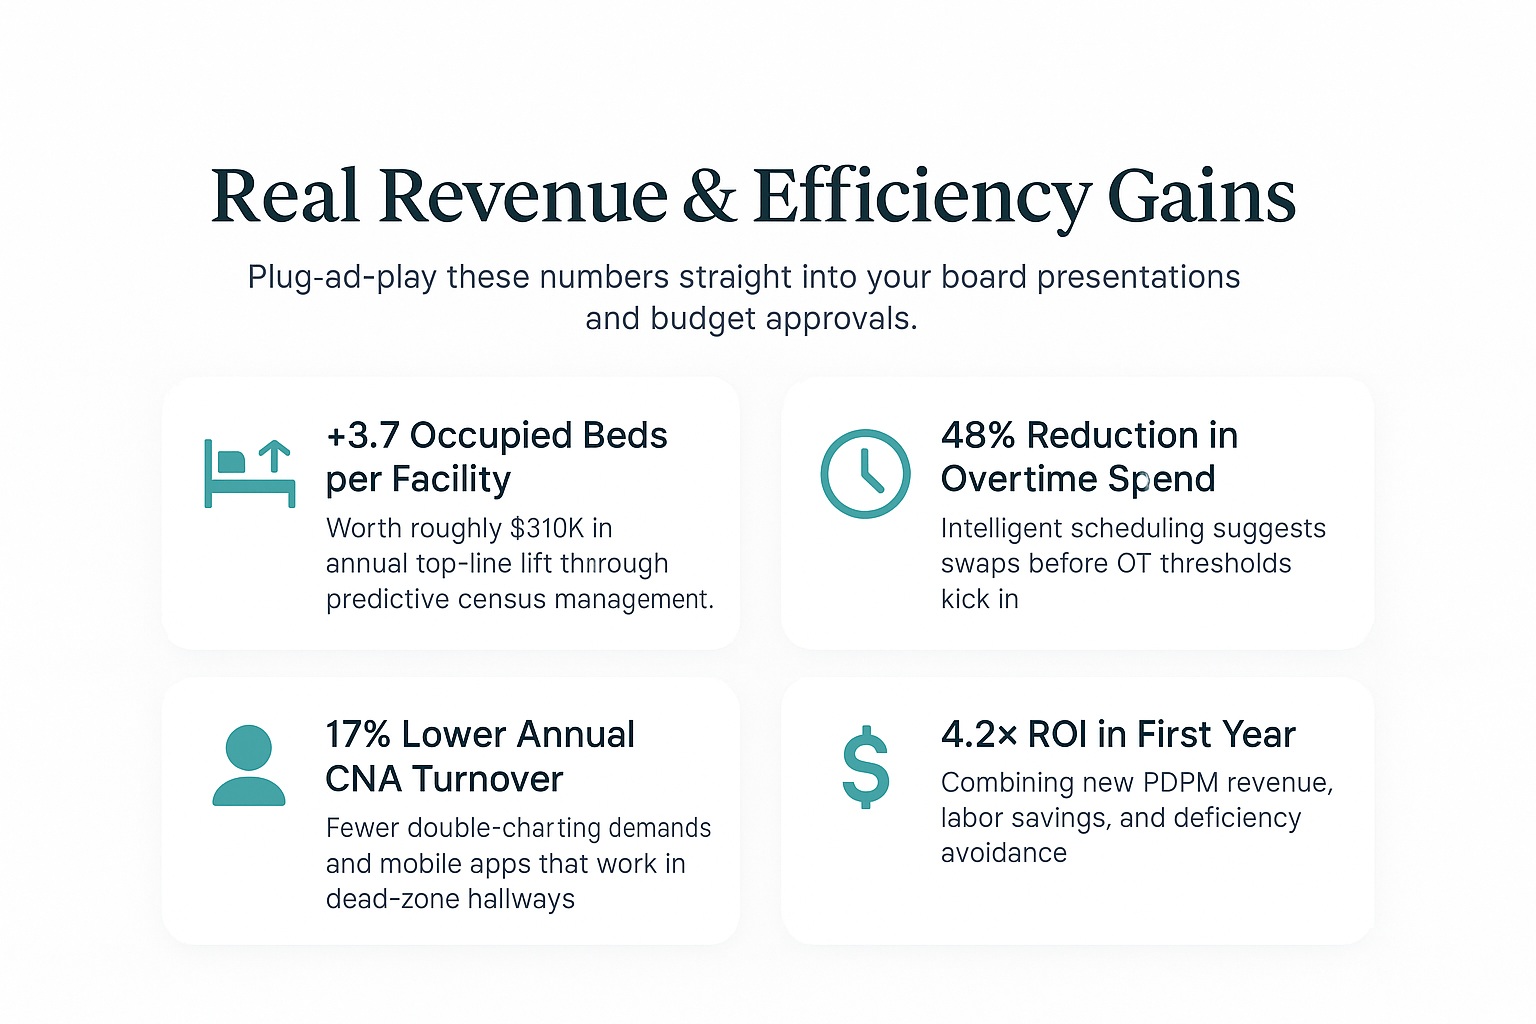 Real Revenue & Efficiency Gains
Plug-ad-play these numbers straight into your board presentations
and budget approvals.
+3.7 Occupied Beds
per Facility
Worth roughly $310K in
annual top-line lift thnrough
predictive census management.
48% Reduction in
Overtime Spend
Intelligent scheduling suggests
swaps before OT thresholds
kick in
17% Lower Annual
CNA Turnover
Fewer double-charting demands
and mobile apps that work in
dead-zone hallways
4.2× ROI in First Year
Combining new PDPM revenue,
labor savings, and deficiency
avoidance